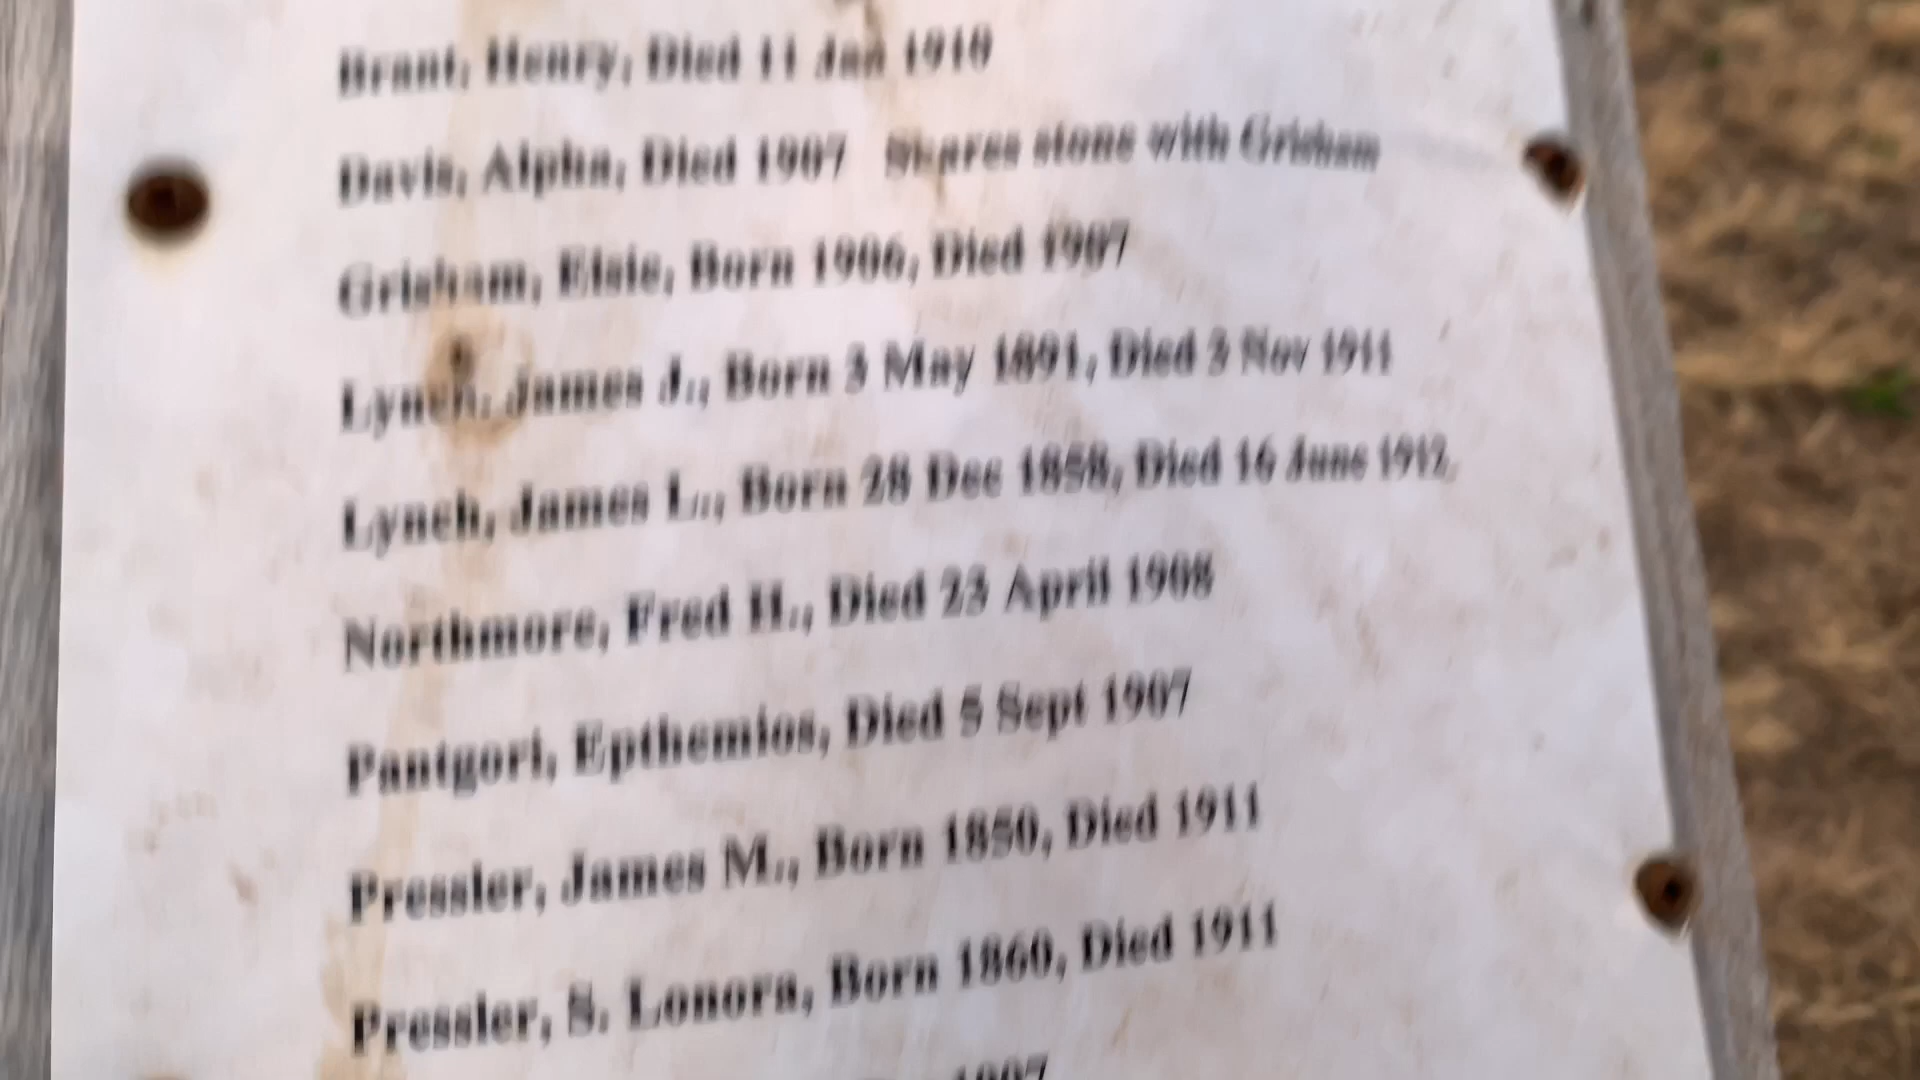 Brant, Henry, Died 11 Jan 1910
Davis, Alpha, Died 1907 Shares stone with Grisham
Grisham, Elsie, Born 1906, Died 1907
Lynch, James J., Born 3 May 1891, Died 3 Nov 1911
Lynch, James L., Born 28 Dec 1858, Died 16 June 1912
Northmore, Fred H., Died 23 April 1908
Pantgori, Epthemios, Died 5 Sept 1907
Pressler, James M., Born 1850, Died 1911
Pressler, S. Lonora, Born 1860, Died 1911
1907